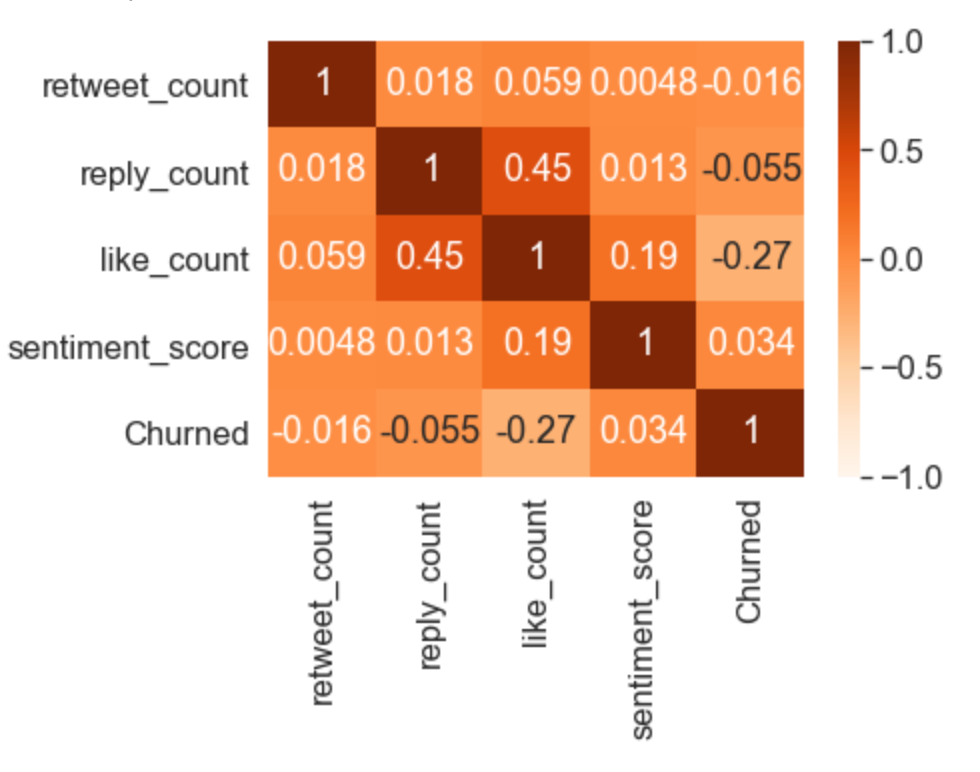 retweet_count 1 0.018 0.059 0.0048 -0.016
reply_count 0.018 1 0.45 0.013 -0.055
like_count 0.059 0.45 1 0.19 -0.27
sentiment_score 0.0048 0.013 0.19 1 0.034
Churned -0.016 -0.055 -0.27 0.034 1
retweet_count
reply_count
like_count
sentiment_score
Churned
1.0
0.5
0.0
−0.5
−1.0